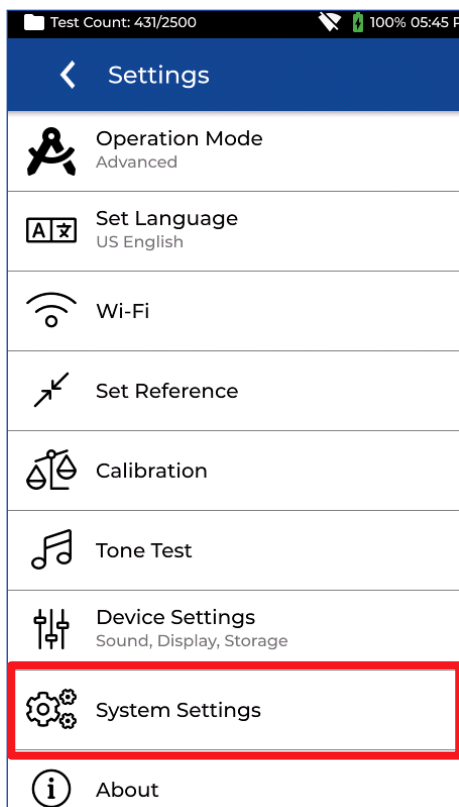 Test Count: 431/2500 100% 05:45 P
Settings
Operation Mode
Advanced
A 文 Set Language
US English
Wi-Fi
Set Reference
Calibration
Tone Test
Device Settings
Sound, Display, Storage
System Settings
i About